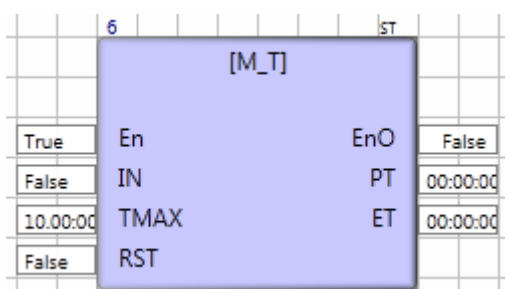 6 ST
[M_T]
True En EnO False
False IN PT 00:00:00
10.00:00 TMAX ET 00:00:00
False RST